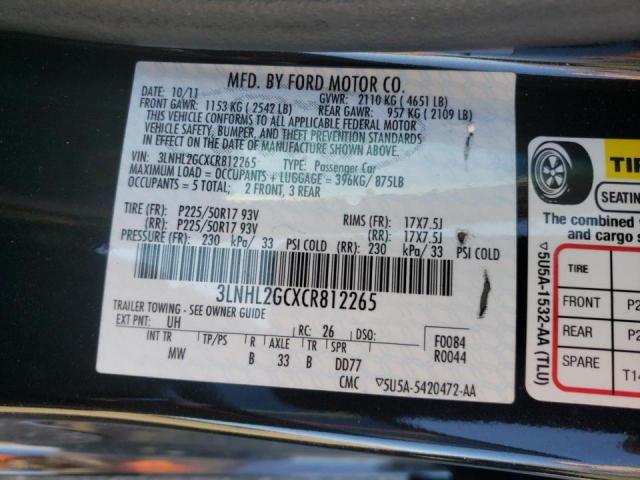 MFD. BY FORD MOTOR CO.
DATE: 10/11 GVWR: 2110 KG ( 4651 LB)
FRONT GAWR: 1153 KG ( 2542 LB) REAR GAWR: 957 KG ( 2109 LB)
THIS VEHICLE CONFORMS TO ALL APPLICABLE FEDERAL MOTOR
VEHICLE SAFETY, BUMPER, AND THEFT PREVENTION STANDARDS
IN EFFECT ON THE DATE OF MANUFACTURE SHOWN ABOVE.
VIN: 3LNHL2GCXCR812265 TYPE: Passenger Car
MAXIMUM LOAD = OCCUPANTS + LUGGAGE = 396KG/ 875LB
OCCUPANTS = 5 TOTAL; 2 FRONT, 3 REAR
TIRE (FR): P225/50R17 93V RIMS (FR): 17X7.5J
(RR): P225/50R17 93V (RR): 17X7.5J
PRESSURE (FR): 230 kPa/ 33 PSI COLD (RR): 230 kPa/ 33 PSI COLD
3LNHL2GCXCR812265
TRAILER TOWING - SEE OWNER GUIDE
EXT PNT: UH RC: 26 DSO: F0084
INT TR TP/PS R AXLE TR SPR R0044
MW B 33 B DD77
CMC ▽5U5A-5420472-AA
▽5U5A-1532-AA (TLU)
TIR
SEATING
The combined
and cargo s
TIRE
FRONT P2
REAR P2
SPARE T14